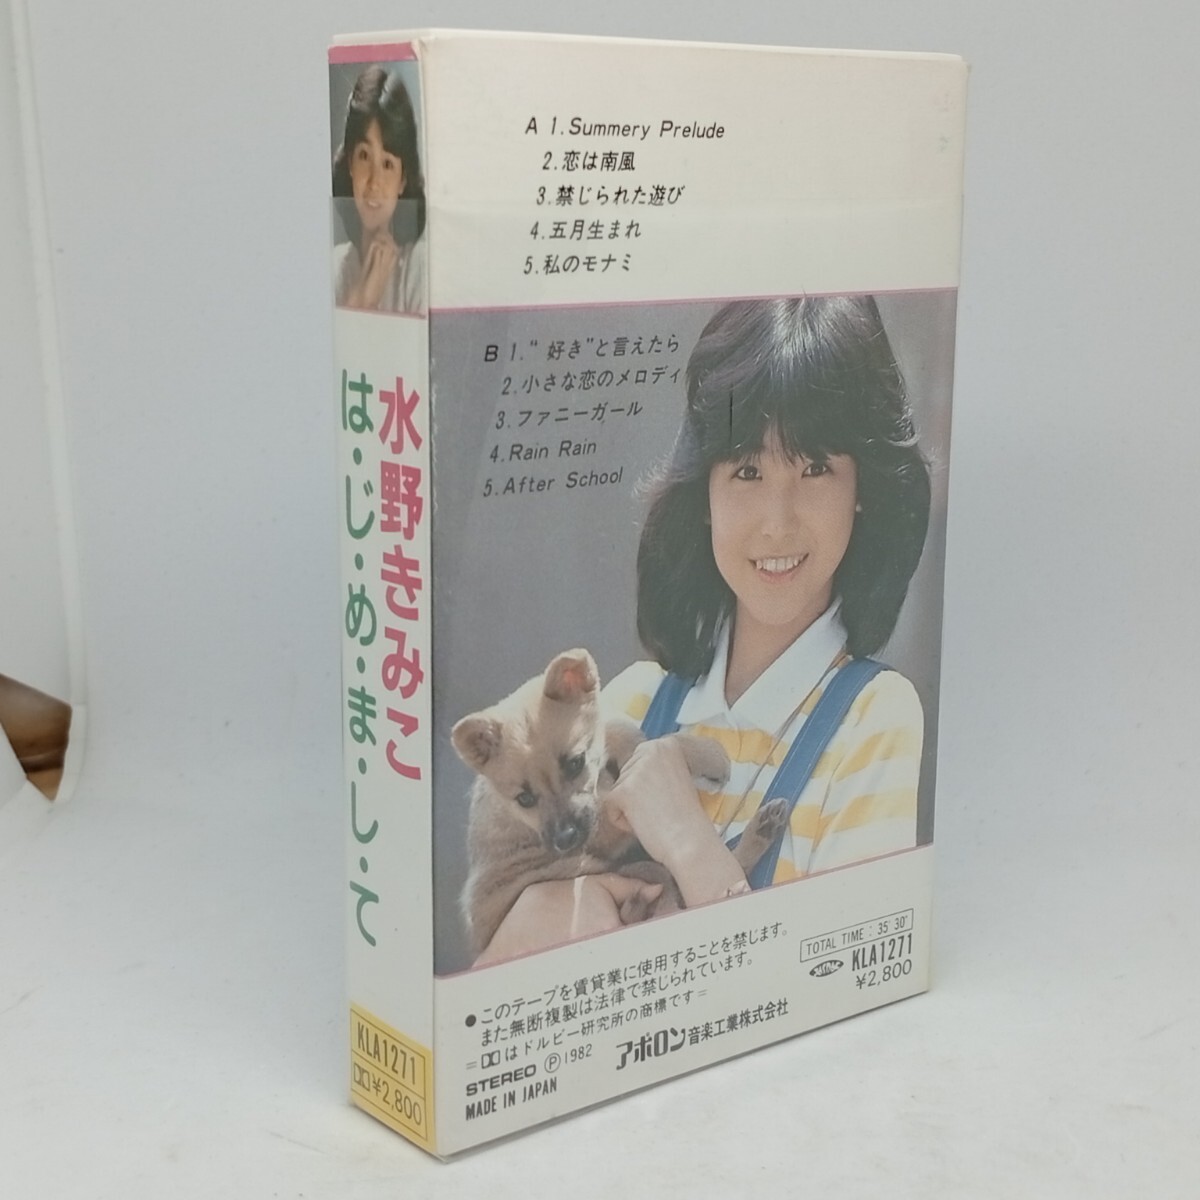 水野きみこ
は・じ・め・ま・し・て
KLA1271
¥2,800
A 1.Summery Prelude
2.恋は南風
3.禁じられた遊び
4.五月生まれ
5.私のモナミ
B 1.“好き”と言えたら
2.小さな恋のメロディ
3.ファニーガール
4.Rain Rain
5.After School
●このテープを賃貸業に使用することを禁じます。
また無断複製は法律で禁じられています。
=はドルビー研究所の商標です=
STEREO Ⓟ1982 アポロン音楽工業株式会社
MADE IN JAPAN
TOTAL TIME : 35'30"
KLA1271
¥2,800